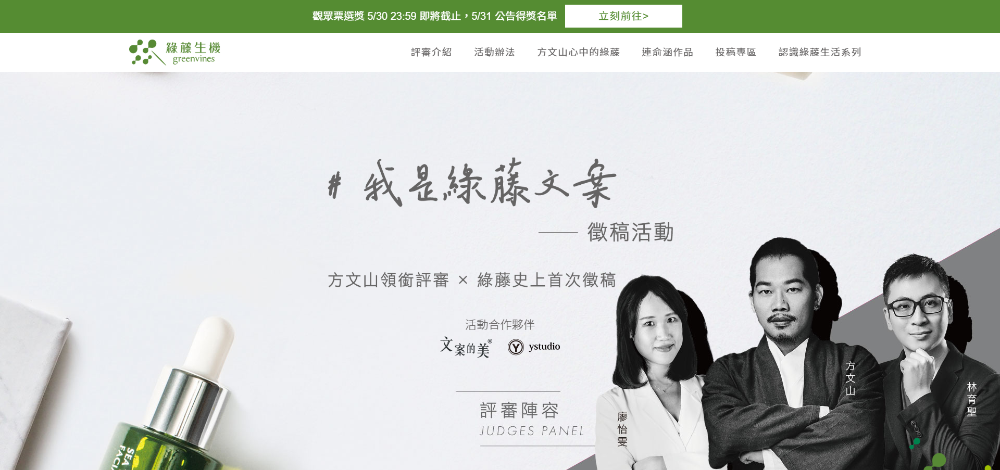 觀眾票選獎 5/30 23:59 即將截止，5/31 公告得獎名單
立刻前往>
綠藤生機
greenvines
評審介紹
活動辦法
方文山心中的綠藤
連俞涵作品
投稿專區
認識綠藤生活系列
# 我是綠藤文案
徵稿活動
方文山領銜評審 × 綠藤史上首次徵稿
活動合作夥伴
文案的美®
Y ystudio
評審陣容
JUDGES PANEL
廖怡雯
方文山
林育聖
SEA
FACIA